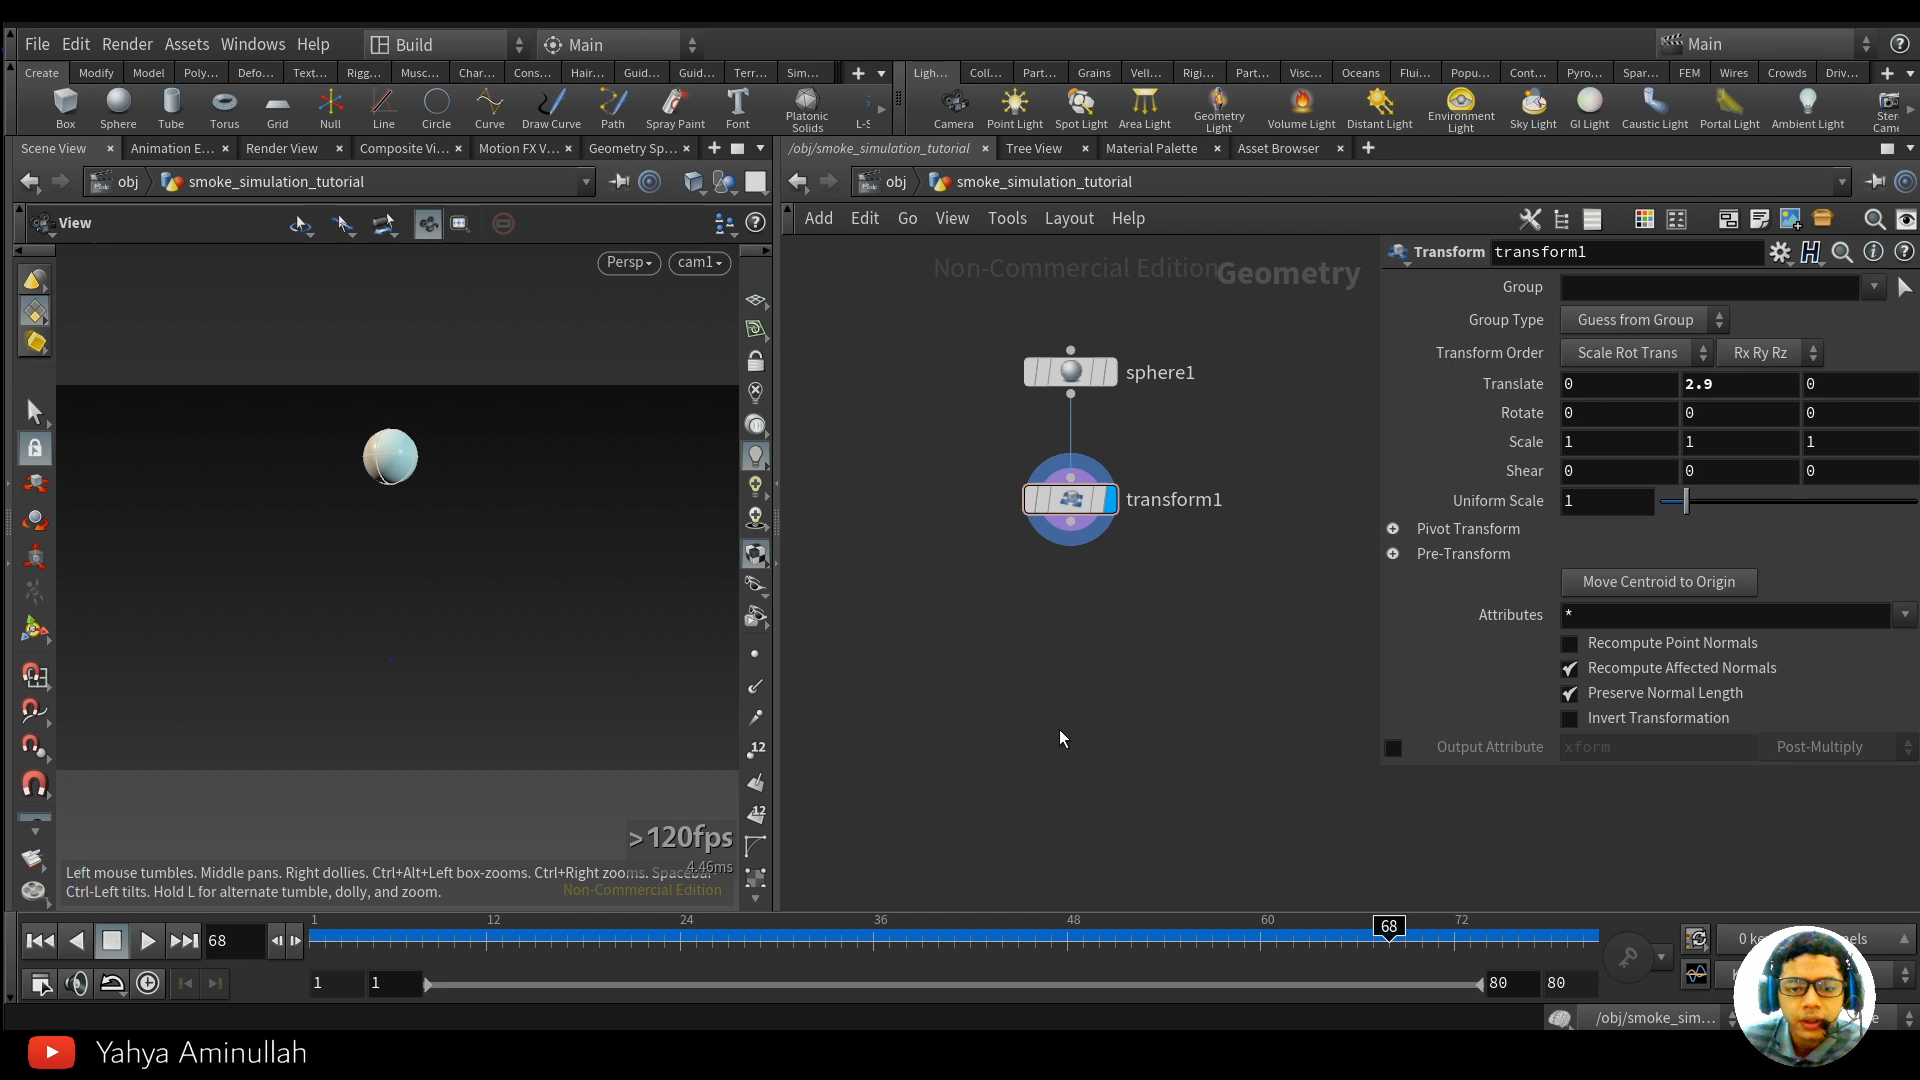 File Edit Render Assets Windows Help Build Main Main
Create Modify Model Poly... Defo... Text... Rigg... Musc... Char... Cons... Hair... Guid... Guid... Terr... Sim... Ligh... Coll... Part... Grains Vell... Rigi... Part... Visc... Oceans Flui... Popu... Cont... Pyro... Spar... FEM Wires Crowds Driv...
Box Sphere Tube Torus Grid Null Line Circle Curve Draw Curve Path Spray Paint Font Platonic Solids L-S Camera Point Light Spot Light Area Light Geometry Light Volume Light Distant Light Environment Light Sky Light GI Light Caustic Light Portal Light Ambient Light Ster Came
Scene View Animation E... Render View Composite Vi... Motion FX V... Geometry Sp... /obj/smoke_simulation_tutorial Tree View Material Palette Asset Browser
obj smoke_simulation_tutorial obj smoke_simulation_tutorial
View Add Edit Go View Tools Layout Help
Persp cam1
Non-Commercial Edition Geometry
Transform transform1
Group
Group Type Guess from Group
Transform Order Scale Rot Trans Rx Ry Rz
Translate 0 2.9 0
Rotate 0 0 0
Scale 1 1 1
Shear 0 0 0
Uniform Scale 1
Pivot Transform
Pre-Transform
Move Centroid to Origin
Attributes *
Recompute Point Normals
Recompute Affected Normals
Preserve Normal Length
Invert Transformation
Output Attribute xform Post-Multiply
sphere1
transform1
12
12
>120fps
4.46ms
Left mouse tumbles. Middle pans. Right dollies. Ctrl+Alt+Left box-zooms. Ctrl+Right zooms. Spacebar-
Ctrl-Left tilts. Hold L for alternate tumble, dolly, and zoom. Non-Commercial Edition
1 12 24 36 48 60 68 72
68
1 1 80 80
/obj/smoke_sim...
Yahya Aminullah